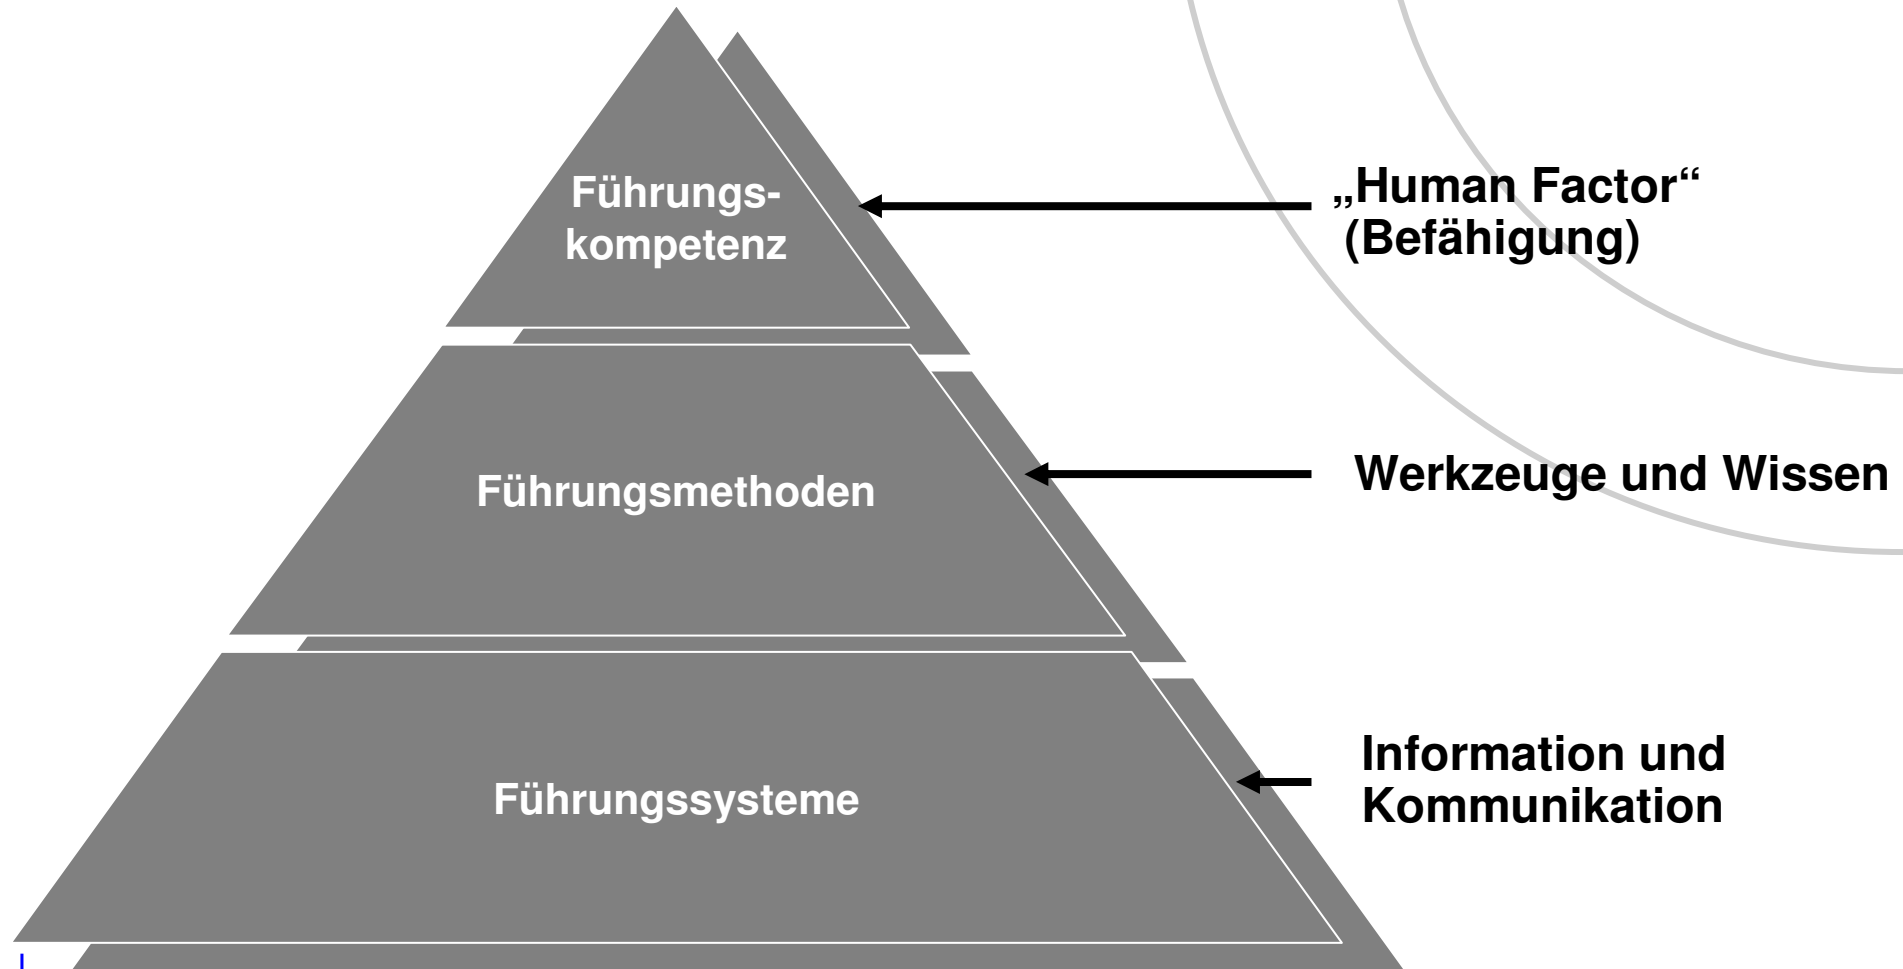 Führungs-
kompetenz
„Human Factor“
(Befähigung)
Führungsmethoden
Werkzeuge und Wissen
Führungssysteme
Information und
Kommunikation